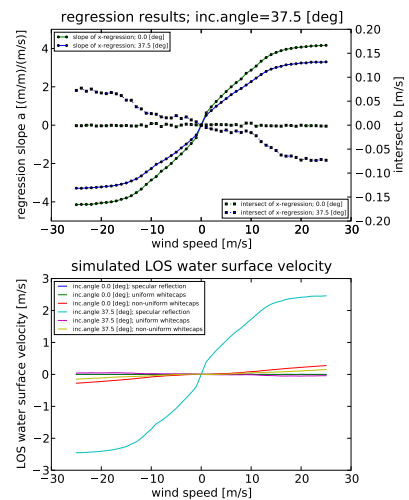 regression results; inc.angle=37.5 [deg]
slope of x-regression; 0.0 [deg]
slope of x-regression; 37.5 [deg]
intersect of x-regression; 0.0 [deg]
intersect of x-regression; 37.5 [deg]
regression slope a [(m/m)/(m/s)]
4
2
0
−2
−4
intersect b [m/s]
0.20
0.15
0.10
0.05
0.00
−0.05
−0.10
−0.15
−0.20
−30 −20 −10 0 10 20 30
wind speed [m/s]
simulated LOS water surface velocity
inc.angle 0.0 [deg]; specular reflection
inc.angle 0.0 [deg]; uniform whitecaps
inc.angle 0.0 [deg]; non-uniform whitecaps
inc.angle 37.5 [deg]; specular reflection
inc.angle 37.5 [deg]; uniform whitecaps
inc.angle 37.5 [deg]; non-uniform whitecaps
LOS water surface velocity [m/s]
3
2
1
0
−1
−2
−3
−30 −20 −10 0 10 20 30
wind speed [m/s]